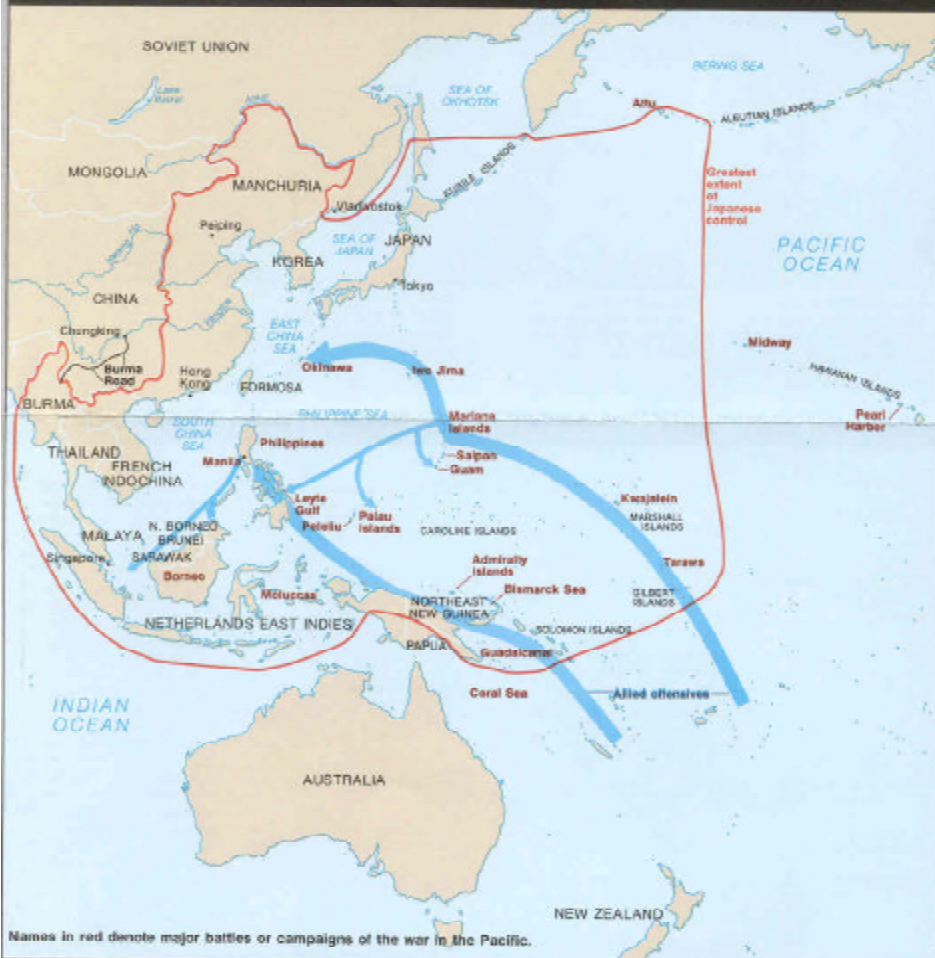 SOVIET UNION
BERING SEA
Lake
SEA OF
OKHOTSK
Attu
ALEUTIAN ISLANDS
MONGOLIA
MANCHURIA
KURILE ISLANDS
Greatest
extent
of
Japanese
control
Vladivostok
Peiping
SEA OF
JAPAN
JAPAN
KOREA
PACIFIC
OCEAN
Tokyo
CHINA
EAST
CHINA
SEA
Chungking
Midway
Burma
Road
Hong
Kong
Okinawa
Iwo Jima
HAWAIIAN ISLANDS
FORMOSA
BURMA
PHILIPPINE SEA
Pearl
Harbor
SOUTH
CHINA
SEA
Mariana
Islands
Philippines
THAILAND
Manila
Saipan
Guam
FRENCH
INDOCHINA
Leyte
Gulf
Kwajalein
MARSHALL
ISLANDS
Peleliu
Palau
Islands
CAROLINE ISLANDS
N. BORNEO
BRUNEI
MALAYA
SARAWAK
Singapore
Borneo
Admiralty
Islands
Tarawa
Moluccas
Bismarck Sea
GILBERT
ISLANDS
NORTHEAST
NEW GUINEA
NETHERLANDS EAST INDIES
SOLOMON ISLANDS
PAPUA
Guadalcanal
Coral Sea
Allied offensives
INDIAN
OCEAN
AUSTRALIA
NEW ZEALAND
Names in red denote major battles or campaigns of the war in the Pacific.